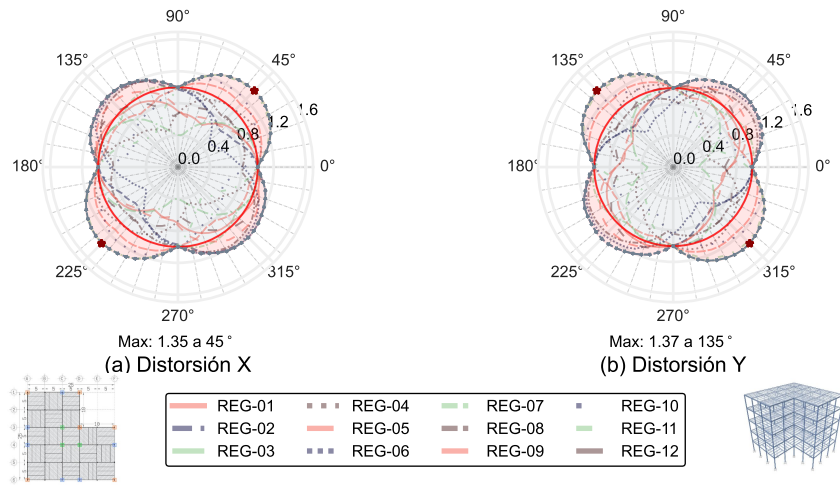 90° 90°
135° 45° 135° 45°
1.6 1.6
1.2 1.2
0.8 0.8
0.4 0.4
180° 0.0 0° 180° 0.0 0°
225° 315° 225° 315°
270° 270°
Max: 1.35 a 45° Max: 1.37 a 135°
(a) Distorsión X (b) Distorsión Y
REG-01 REG-04 REG-07 REG-10
REG-02 REG-05 REG-08 REG-11
REG-03 REG-06 REG-09 REG-12